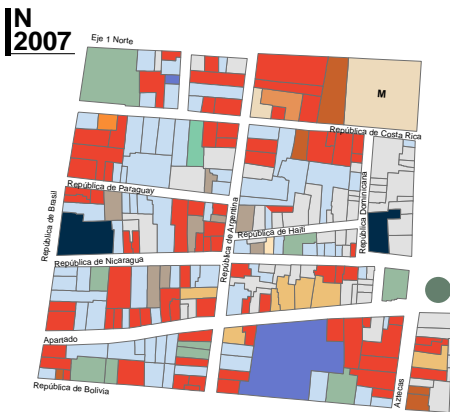 N
2007
Eje 1 Norte
M
República de Costa Rica
República de Paraguay
República de Brasil
República de Argentina
República de Haití
República Dominicana
República de Nicaragua
Apartado
República de Bolivia
Aztecas